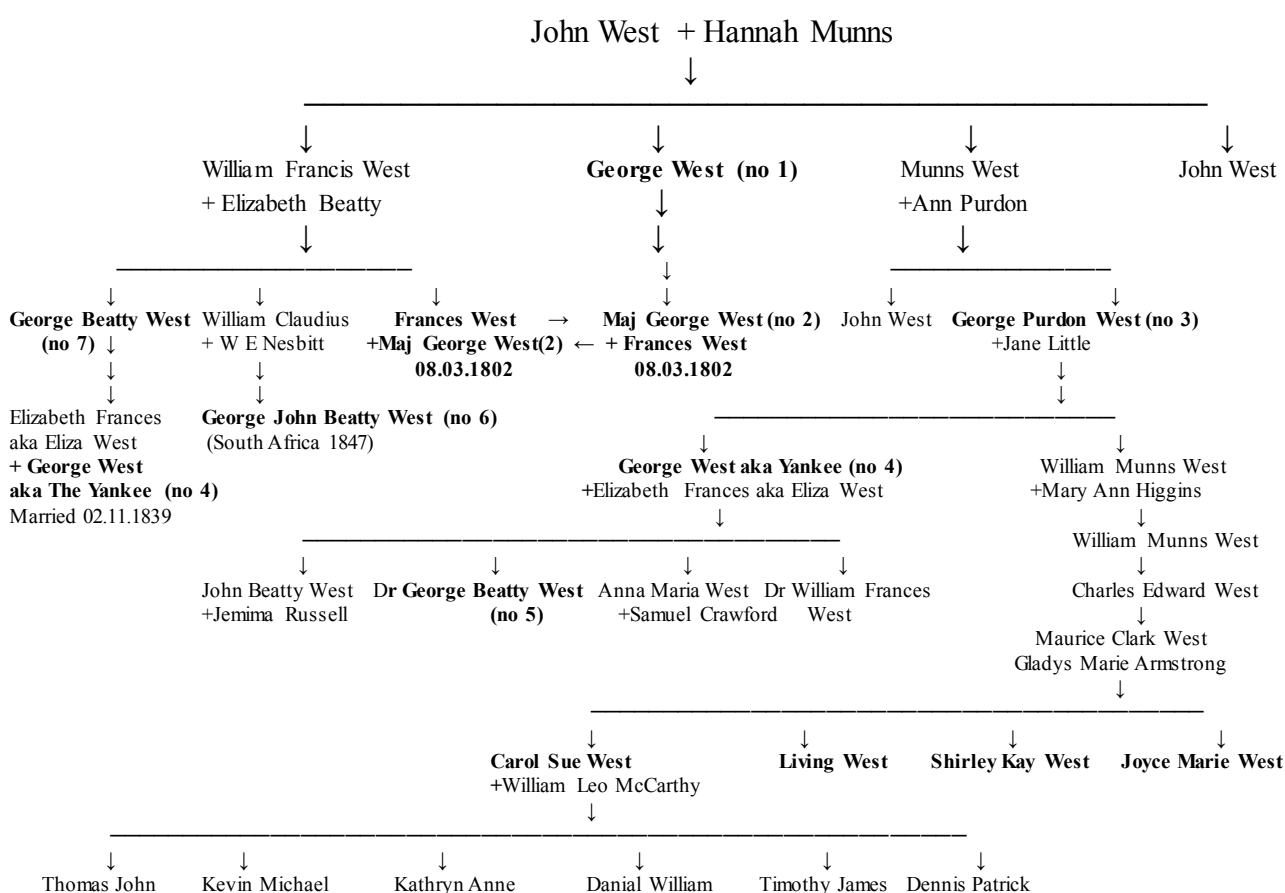 John West + Hannah Munns
↓
↓ ↓ ↓ ↓
William Francis West George West (no 1) Munns West John West
+ Elizabeth Beatty ↓ +Ann Purdon
↓ ↓ ↓
↓
↓ ↓ ↓ ↓ ↓ ↓
George Beatty West William Claudius Frances West → Maj George West (no 2) John West George Purdon West (no 3)
(no 7) ↓ + W E Nesbitt +Maj George West(2) ← + Frances West +Jane Little
↓ ↓ 08.03.1802 08.03.1802 ↓
↓ ↓ ↓
Elizabeth Frances George John Beatty West (no 6)
aka Eliza West (South Africa 1847) ↓ ↓
+ George West George West aka Yankee (no 4) William Munns West
aka The Yankee (no 4) +Elizabeth Frances aka Eliza West +Mary Ann Higgins
Married 02.11.1839 ↓ ↓
William Munns West
↓ ↓ ↓ ↓ ↓
John Beatty West Dr George Beatty West Anna Maria West Dr William Frances Charles Edward West
+Jemima Russell (no 5) +Samuel Crawford West ↓
Maurice Clark West
Gladys Marie Armstrong
↓
↓ ↓ ↓ ↓
Carol Sue West Living West Shirley Kay West Joyce Marie West
+William Leo McCarthy
↓
↓ ↓ ↓ ↓ ↓ ↓
Thomas John Kevin Michael Kathryn Anne Danial William Timothy James Dennis Patrick